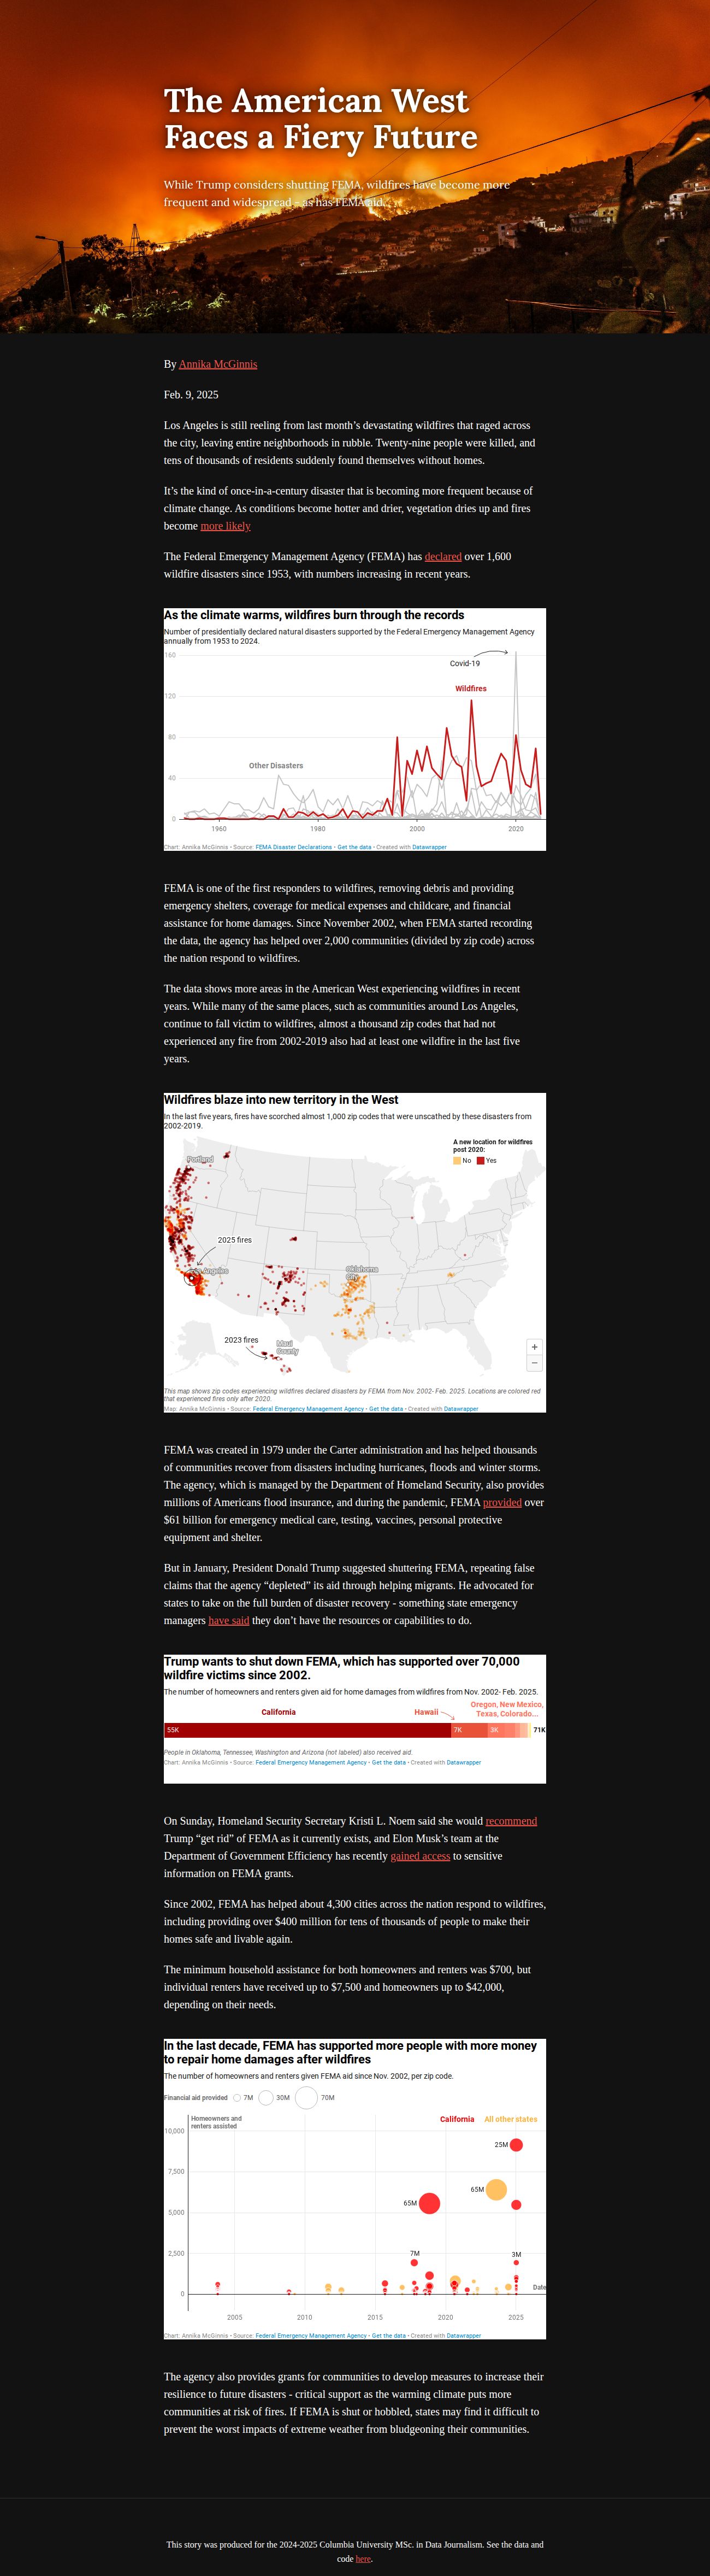 The American West
Faces a Fiery Future
While Trump considers shutting FEMA, wildfires have become more
frequent and widespread - as has FEMA aid.
By Annika McGinnis
Feb. 9, 2025
Los Angeles is still reeling from last month’s devastating wildfires that raged across
the city, leaving entire neighborhoods in rubble. Twenty-nine people were killed, and
tens of thousands of residents suddenly found themselves without homes.
It’s the kind of once-in-a-century disaster that is becoming more frequent because of
climate change. As conditions become hotter and drier, vegetation dries up and fires
become more likely
The Federal Emergency Management Agency (FEMA) has declared over 1,600
wildfire disasters since 1953, with numbers increasing in recent years.
As the climate warms, wildfires burn through the records
Number of presidentially declared natural disasters supported by the Federal Emergency Management Agency
annually from 1953 to 2024.
160
Covid-19
Wildfires
120
80
Other Disasters
40
0
1960 1980 2000 2020
Chart: Annika McGinnis • Source: FEMA Disaster Declarations • Get the data • Created with Datawrapper
FEMA is one of the first responders to wildfires, removing debris and providing
emergency shelters, coverage for medical expenses and childcare, and financial
assistance for home damages. Since November 2002, when FEMA started recording
the data, the agency has helped over 2,000 communities (divided by zip code) across
the nation respond to wildfires.
The data shows more areas in the American West experiencing wildfires in recent
years. While many of the same places, such as communities around Los Angeles,
continue to fall victim to wildfires, almost a thousand zip codes that had not
experienced any fire from 2002-2019 also had at least one wildfire in the last five
years.
Wildfires blaze into new territory in the West
In the last five years, fires have scorched almost 1,000 zip codes that were unscathed by these disasters from
2002-2019.
A new location for wildfires
post 2020:
No Yes
Portland
2025 fires
Angeles
Oklahoma
City
2023 fires
Maui
County
+
−
This map shows zip codes experiencing wildfires declared disasters by FEMA from Nov. 2002- Feb. 2025. Locations are colored red
that experienced fires only after 2020.
Map: Annika McGinnis • Source: Federal Emergency Management Agency • Get the data • Created with Datawrapper
FEMA was created in 1979 under the Carter administration and has helped thousands
of communities recover from disasters including hurricanes, floods and winter storms.
The agency, which is managed by the Department of Homeland Security, also provides
millions of Americans flood insurance, and during the pandemic, FEMA provided over
$61 billion for emergency medical care, testing, vaccines, personal protective
equipment and shelter.
But in January, President Donald Trump suggested shuttering FEMA, repeating false
claims that the agency “depleted” its aid through helping migrants. He advocated for
states to take on the full burden of disaster recovery - something state emergency
managers have said they don’t have the resources or capabilities to do.
Trump wants to shut down FEMA, which has supported over 70,000
wildfire victims since 2002.
The number of homeowners and renters given aid for home damages from wildfires from Nov. 2002- Feb. 2025.
California Hawaii Oregon, New Mexico,
Texas, Colorado...
55K 7K 3K 71K
People in Oklahoma, Tennessee, Washington and Arizona (not labeled) also received aid.
Chart: Annika McGinnis • Source: Federal Emergency Management Agency • Get the data • Created with Datawrapper
On Sunday, Homeland Security Secretary Kristi L. Noem said she would recommend
Trump “get rid” of FEMA as it currently exists, and Elon Musk’s team at the
Department of Government Efficiency has recently gained access to sensitive
information on FEMA grants.
Since 2002, FEMA has helped about 4,300 cities across the nation respond to wildfires,
including providing over $400 million for tens of thousands of people to make their
homes safe and livable again.
The minimum household assistance for both homeowners and renters was $700, but
individual renters have received up to $7,500 and homeowners up to $42,000,
depending on their needs.
In the last decade, FEMA has supported more people with more money
to repair home damages after wildfires
The number of homeowners and renters given FEMA aid since Nov. 2002, per zip code.
Financial aid provided 7M 30M 70M
Homeowners and
renters assisted
California All other states
10,000
25M
7,500
65M
65M
5,000
2,500
7M
3M
0
Date
2005 2010 2015 2020 2025
Chart: Annika McGinnis • Source: Federal Emergency Management Agency • Get the data • Created with Datawrapper
The agency also provides grants for communities to develop measures to increase their
resilience to future disasters - critical support as the warming climate puts more
communities at risk of fires. If FEMA is shut or hobbled, states may find it difficult to
prevent the worst impacts of extreme weather from bludgeoning their communities.
This story was produced for the 2024-2025 Columbia University MSc. in Data Journalism. See the data and
code here.